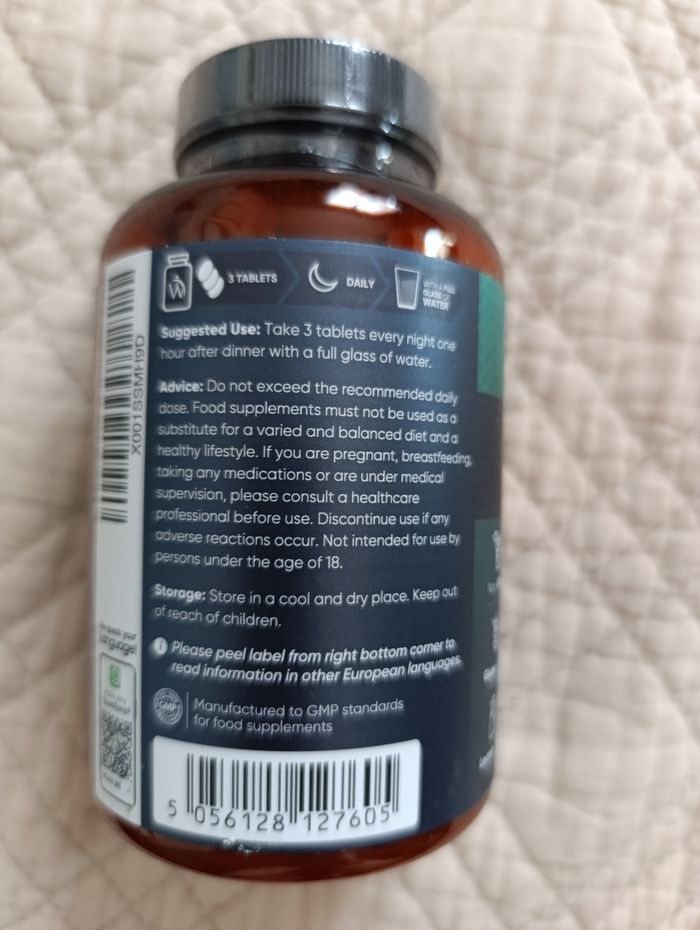 3 TABLETS
DAILY
WITH A FULL
GLASS OF
WATER
Suggested Use: Take 3 tablets every night one
hour after dinner with a full glass of water.
Advice: Do not exceed the recommended daily
dose. Food supplements must not be used as a
substitute for a varied and balanced diet and a
healthy lifestyle. If you are pregnant, breastfeeding,
taking any medications or are under medical
supervision, please consult a healthcare
professional before use. Discontinue use if any
adverse reactions occur. Not intended for use by
persons under the age of 18.
Storage: Store in a cool and dry place. Keep out
of reach of children.
Please peel label from right bottom corner to
read information in other European languages.
GMP
Manufactured to GMP standards
for food supplements
5 056128 127605
X001SSMH9D
We speak your
Language!
SCAN ME